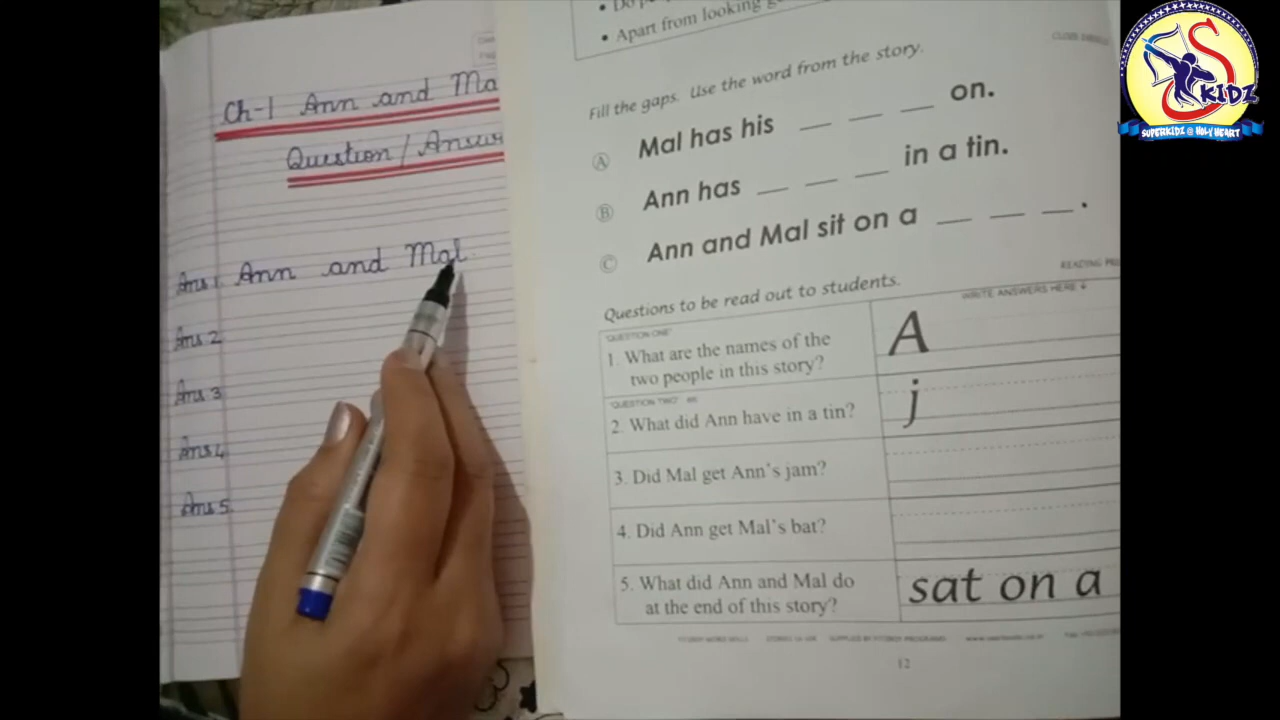 Ch-1 Ann and Ma
Question / Answ
Ans 1. Ann and Mal.
Ans 2
Ans 3
Ans 4
Ans 5.
• Apart from looking
Fill the gaps. Use the word from the story.
A Mal has his _ _ _ on.
B Ann has _ _ _ in a tin.
C Ann and Mal sit on a _ _ _.
Questions to be read out to students.
WRITE ANSWERS HERE
"QUESTION ONE"
1. What are the names of the
two people in this story?
A
"QUESTION TWO"
2. What did Ann have in a tin?
j
3. Did Mal get Ann's jam?
4. Did Ann get Mal's bat?
5. What did Ann and Mal do
at the end of this story?
sat on a
12
S KIDZ
SUPERKIDZ @ HOLY HEART